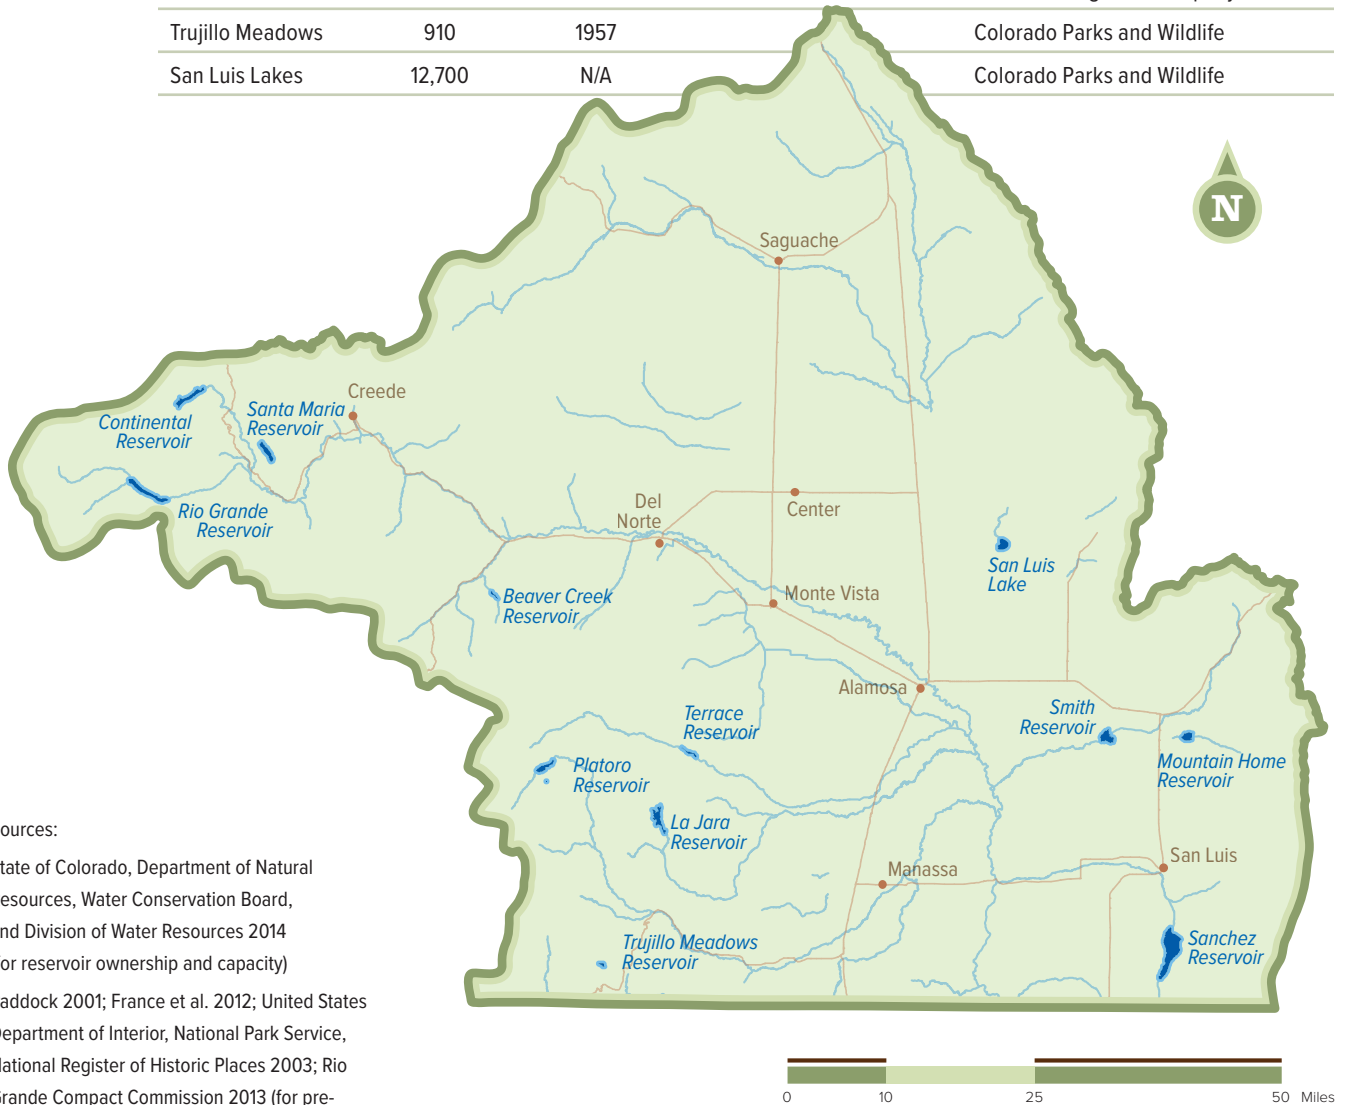 Trujillo Meadows 910 1957 Colorado Parks and Wildlife
San Luis Lakes 12,700 N/A Colorado Parks and Wildlife
N
Saguache
Creede
Continental
Reservoir
Santa Maria
Reservoir
Rio Grande
Reservoir
Del
Norte
Center
San Luis
Lake
Beaver Creek
Reservoir
Monte Vista
Alamosa
Terrace
Reservoir
Smith
Reservoir
Mountain Home
Reservoir
Platoro
Reservoir
La Jara
Reservoir
Manassa
San Luis
Trujillo Meadows
Reservoir
Sanchez
Reservoir
ources:
tate of Colorado, Department of Natural
esources, Water Conservation Board,
nd Division of Water Resources 2014
or reservoir ownership and capacity)
addock 2001; France et al. 2012; United States
Department of Interior, National Park Service,
National Register of Historic Places 2003; Rio
Grande Compact Commission 2013 (for pre-
0 10 25 50 Miles